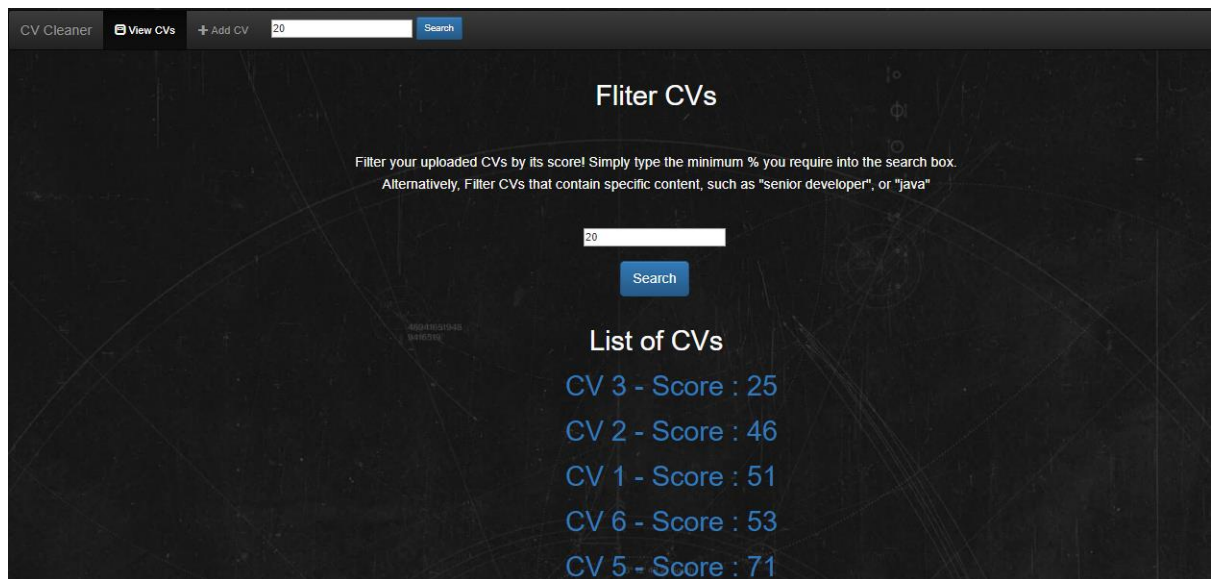 CV Cleaner View CVs Add CV 20 Search
Fliter CVs
Filter your uploaded CVs by its score! Simply type the minimum % you require into the search box.
Alternatively, Filter CVs that contain specific content, such as "senior developer", or "java"
20
Search
List of CVs
CV 3 - Score : 25
CV 2 - Score : 46
CV 1 - Score : 51
CV 6 - Score : 53
CV 5 - Score : 71